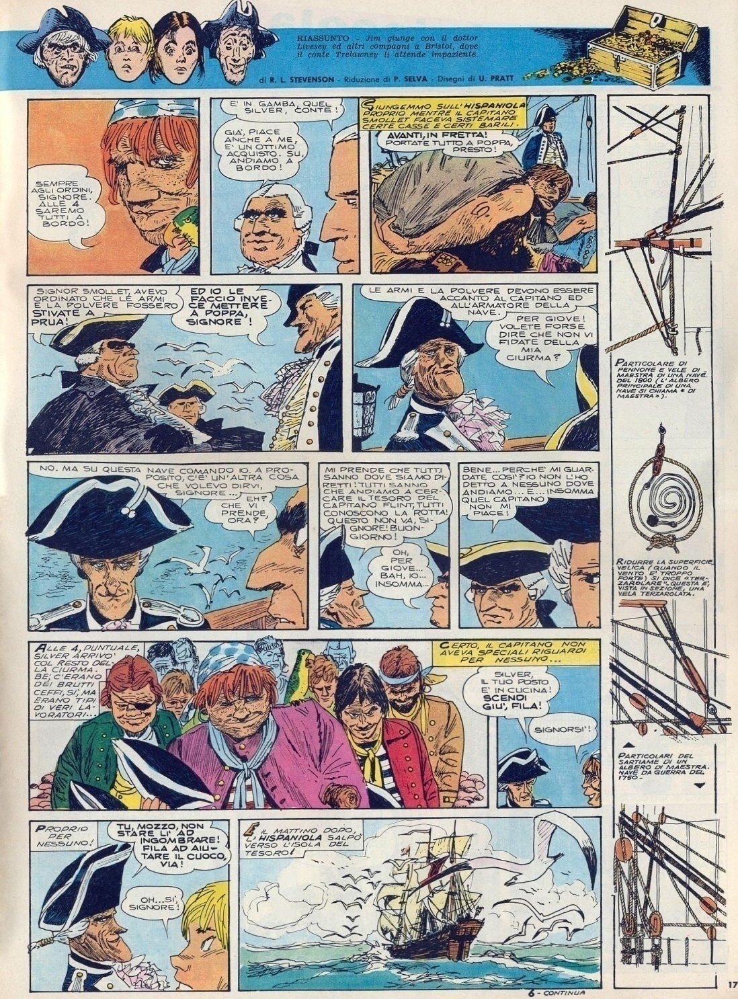 RIASSUNTO - Jim giunge con il dottor
Livesey ed altri compagni a Bristol, dove
il conte Trelawney li attende impaziente.
di R. L. STEVENSON - Riduzione di P. SELVA - Disegni di U. PRATT
SEMPRE
AGLI ORDINI,
SIGNORE.
ALLE 4
SAREMO
TUTTI A
BORDO!
E' IN GAMBA, QUEL
SILVER, CONTE!
GIÀ, PIACE
ANCHE A ME,
E' UN OTTIMO
ACQUISTO. SU,
ANDIAMO A
BORDO!
GIUNGEMMO SULL'HISPANIOLA
PROPRIO MENTRE IL CAPITANO
SMOLLET FACEVA SISTEMARE
CERTE CASSE E CERTI BARILI.
AVANTI, IN FRETTA!
PORTATE TUTTO A POPPA,
PRESTO!
SIGNOR SMOLLET, AVEVO
ORDINATO CHE LE ARMI
E LA POLVERE FOSSERO
STIVATE A
PRUA!
ED IO LE
FACCIO INVE-
CE METTERE
A POPPA,
SIGNORE!
LE ARMI E LA POLVERE DEVONO ESSERE
ACCANTO AL CAPITANO ED
ALL'ARMATORE DELLA
NAVE.
PER GIOVE!
VOLETE FORSE
DIRE CHE NON VI
FIDATE DELLA
MIA
CIURMA?
NO. MA SU QUESTA NAVE COMANDO IO. A PRO-
POSITO, C'E' UN'ALTRA COSA
CHE VOLEVO DIRVI,
SIGNORE...
EH?
CHE VI
PRENDE,
ORA?
MI PRENDE CHE TUTTI
SANNO DOVE SIAMO DI-
RETTI! TUTTI SANNO
CHE ANDIAMO A CER-
CARE IL TESORO DEL
CAPITANO FLINT, TUTTI
CONOSCONO LA ROTTA!
QUESTO NON VA, SI-
GNORE! BUON-
GIORNO!
OH,
PER
GIOVE...
BAH, IO...
INSOMMA...
BENE... PERCHE' MI GUAR-
DATE COSI'? IO NON L'HO
DETTO A NESSUNO DOVE
ANDIAMO... E... INSOMMA
QUEL CAPITANO
NON MI
PIACE!
ALLE 4, PUNTUALE,
SILVER ARRIVO'
COL RESTO DEL-
LA CIURMA.
BE', C'ERANO
DEI BRUTTI
CEFFI, SI', MA
ERANO TIPI
DI VERI LA-
VORATORI...
CERTO, IL CAPITANO NON
AVEVA SPECIALI RIGUARDI
PER NESSUNO...
SILVER,
IL TUO POSTO
E' IN CUCINA!
SCENDI
GIU', FILA!
SIGNORSI'!
PROPRIO
PER
NESSUNO!
TU, MOZZO, NON
STARE LI' AD
INGOMBRARE!
FILA AD AIU-
TARE IL CUOCO,
VIA!
OH...SI',
SIGNORE!
E IL MATTINO DOPO,
L'HISPANIOLA SALPO'
VERSO L'ISOLA DEL
TESORO!
6 - CONTINUA
PARTICOLARE DI
PENNONE E VELE DI
MAESTRA DI UNA NAVE
DEL 1800 (L'ALBERO
PRINCIPALE DI UNA
NAVE SI CHIAMA « DI
MAESTRA»).
RIDURRE LA SUPERFICIE
VELICA (QUANDO IL
VENTO E' TROPPO
FORTE) SI DICE «TER-
ZAROLARE". QUESTA E',
VISTA IN SEZIONE, UNA
VELA TERZAROLATA.
PARTICOLARI DEL
SARTIAME DI UN
ALBERO DI MAESTRA.
NAVE DA GUERRA DEL
1750-
17